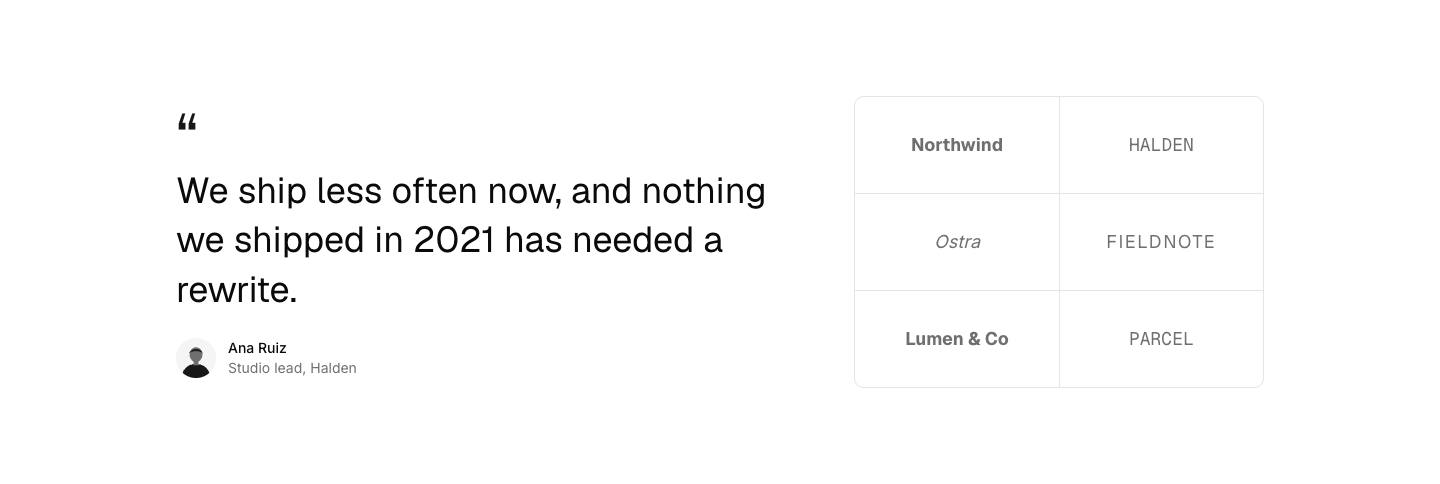 “
We ship less often now, and nothing
we shipped in 2021 has needed a
rewrite.
Ana Ruiz
Studio lead, Halden
Northwind
HALDEN
Ostra
FIELDNOTE
Lumen & Co
PARCEL